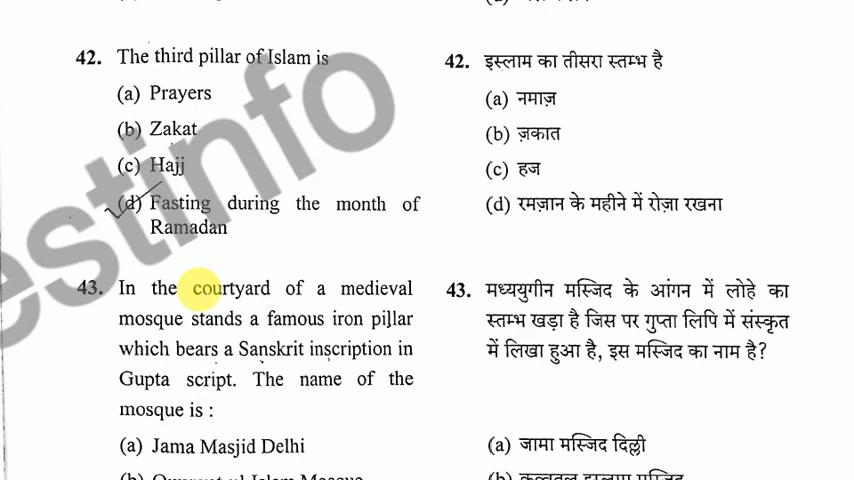 42. The third pillar of Islam is
(a) Prayers
(b) Zakat
(c) Hajj
(d) Fasting during the month of
Ramadan
43. In the courtyard of a medieval
mosque stands a famous iron pillar
which bears a Sanskrit inscription in
Gupta script. The name of the
mosque is :
(a) Jama Masjid Delhi
42. इस्लाम का तीसरा स्तम्भ है
(a) नमाज़
(b) ज़कात
(c) हज
(d) रमज़ान के महीने में रोज़ा रखना
43. मध्ययुगीन मस्जिद के आंगन में लोहे का
स्तम्भ खड़ा है जिस पर गुप्ता लिपि में संस्कृत
में लिखा हुआ है, इस मस्जिद का नाम है?
(a) जामा मस्जिद दिल्ली
estinfo